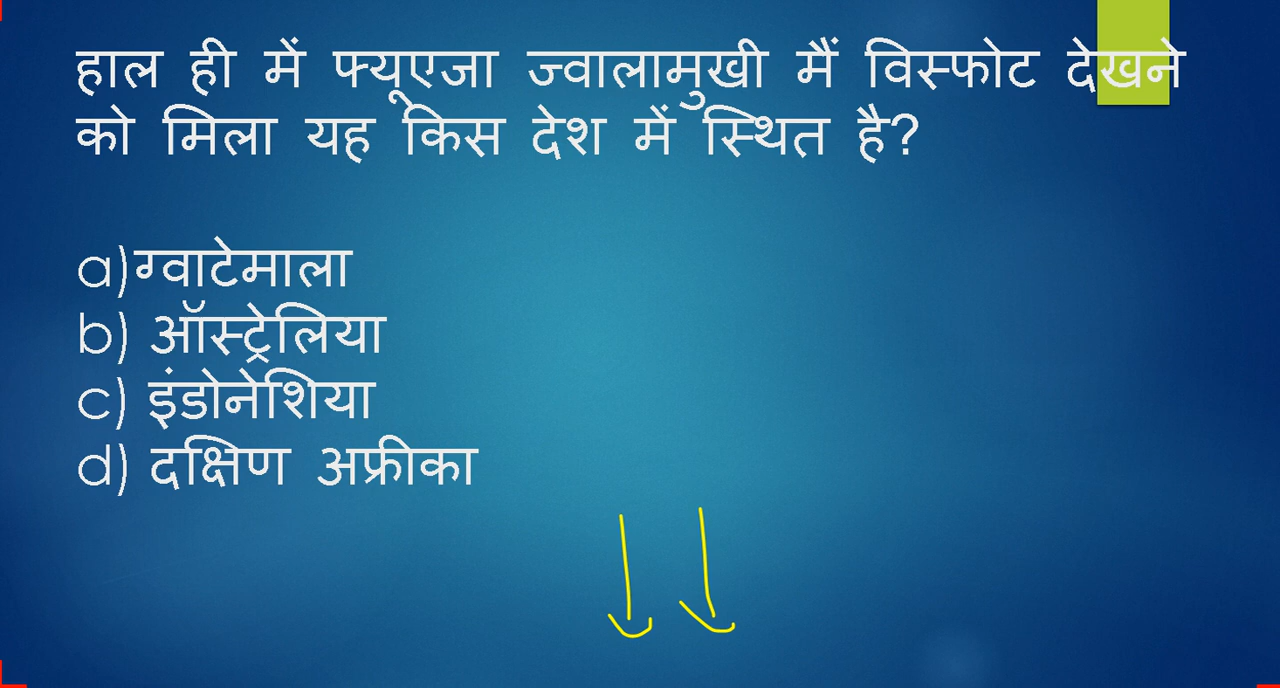 हाल ही में फ्यूएजा ज्वालामुखी मैं विस्फोट देखने
को मिला यह किस देश में स्थित है?
a)ग्वाटेमाला
b) ऑस्ट्रेलिया
c) इंडोनेशिया
d) दक्षिण अफ्रीका